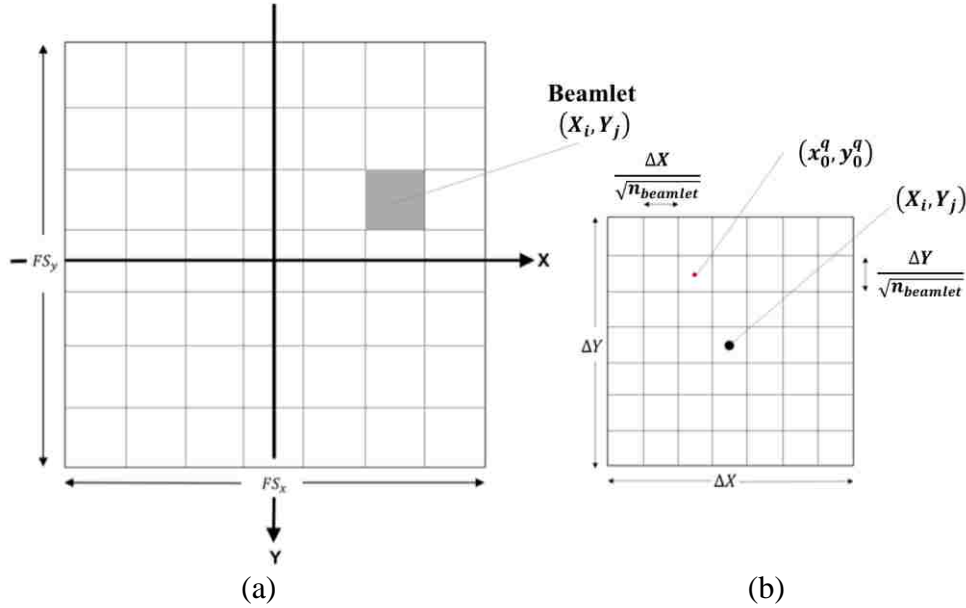 Beamlet
(X_i, Y_j)
FS_y
X
FS_x
Y
(a)
ΔX
√n_beamlet
(x_0^q, y_0^q)
(X_i, Y_j)
ΔY
√n_beamlet
ΔY
ΔX
(b)